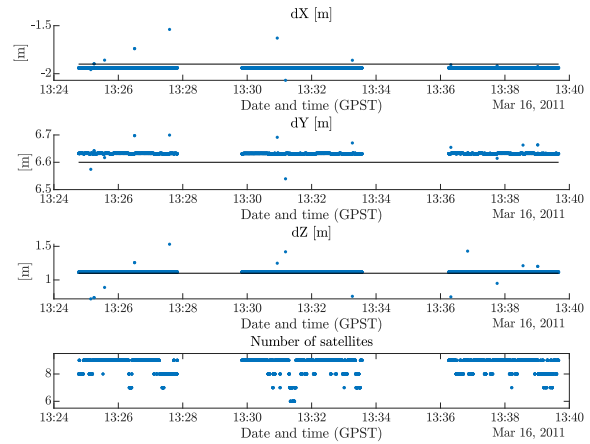 dX [m]
-1.5
-2
[m]
13:24 13:26 13:28 13:30 13:32 13:34 13:36 13:38 13:40
Date and time (GPST)
Mar 16, 2011
dY [m]
6.7
6.6
6.5
[m]
13:24 13:26 13:28 13:30 13:32 13:34 13:36 13:38 13:40
Date and time (GPST)
Mar 16, 2011
dZ [m]
1.5
1
[m]
13:24 13:26 13:28 13:30 13:32 13:34 13:36 13:38 13:40
Date and time (GPST)
Mar 16, 2011
Number of satellites
8
6
13:24 13:26 13:28 13:30 13:32 13:34 13:36 13:38 13:40
Date and time (GPST)
Mar 16, 2011